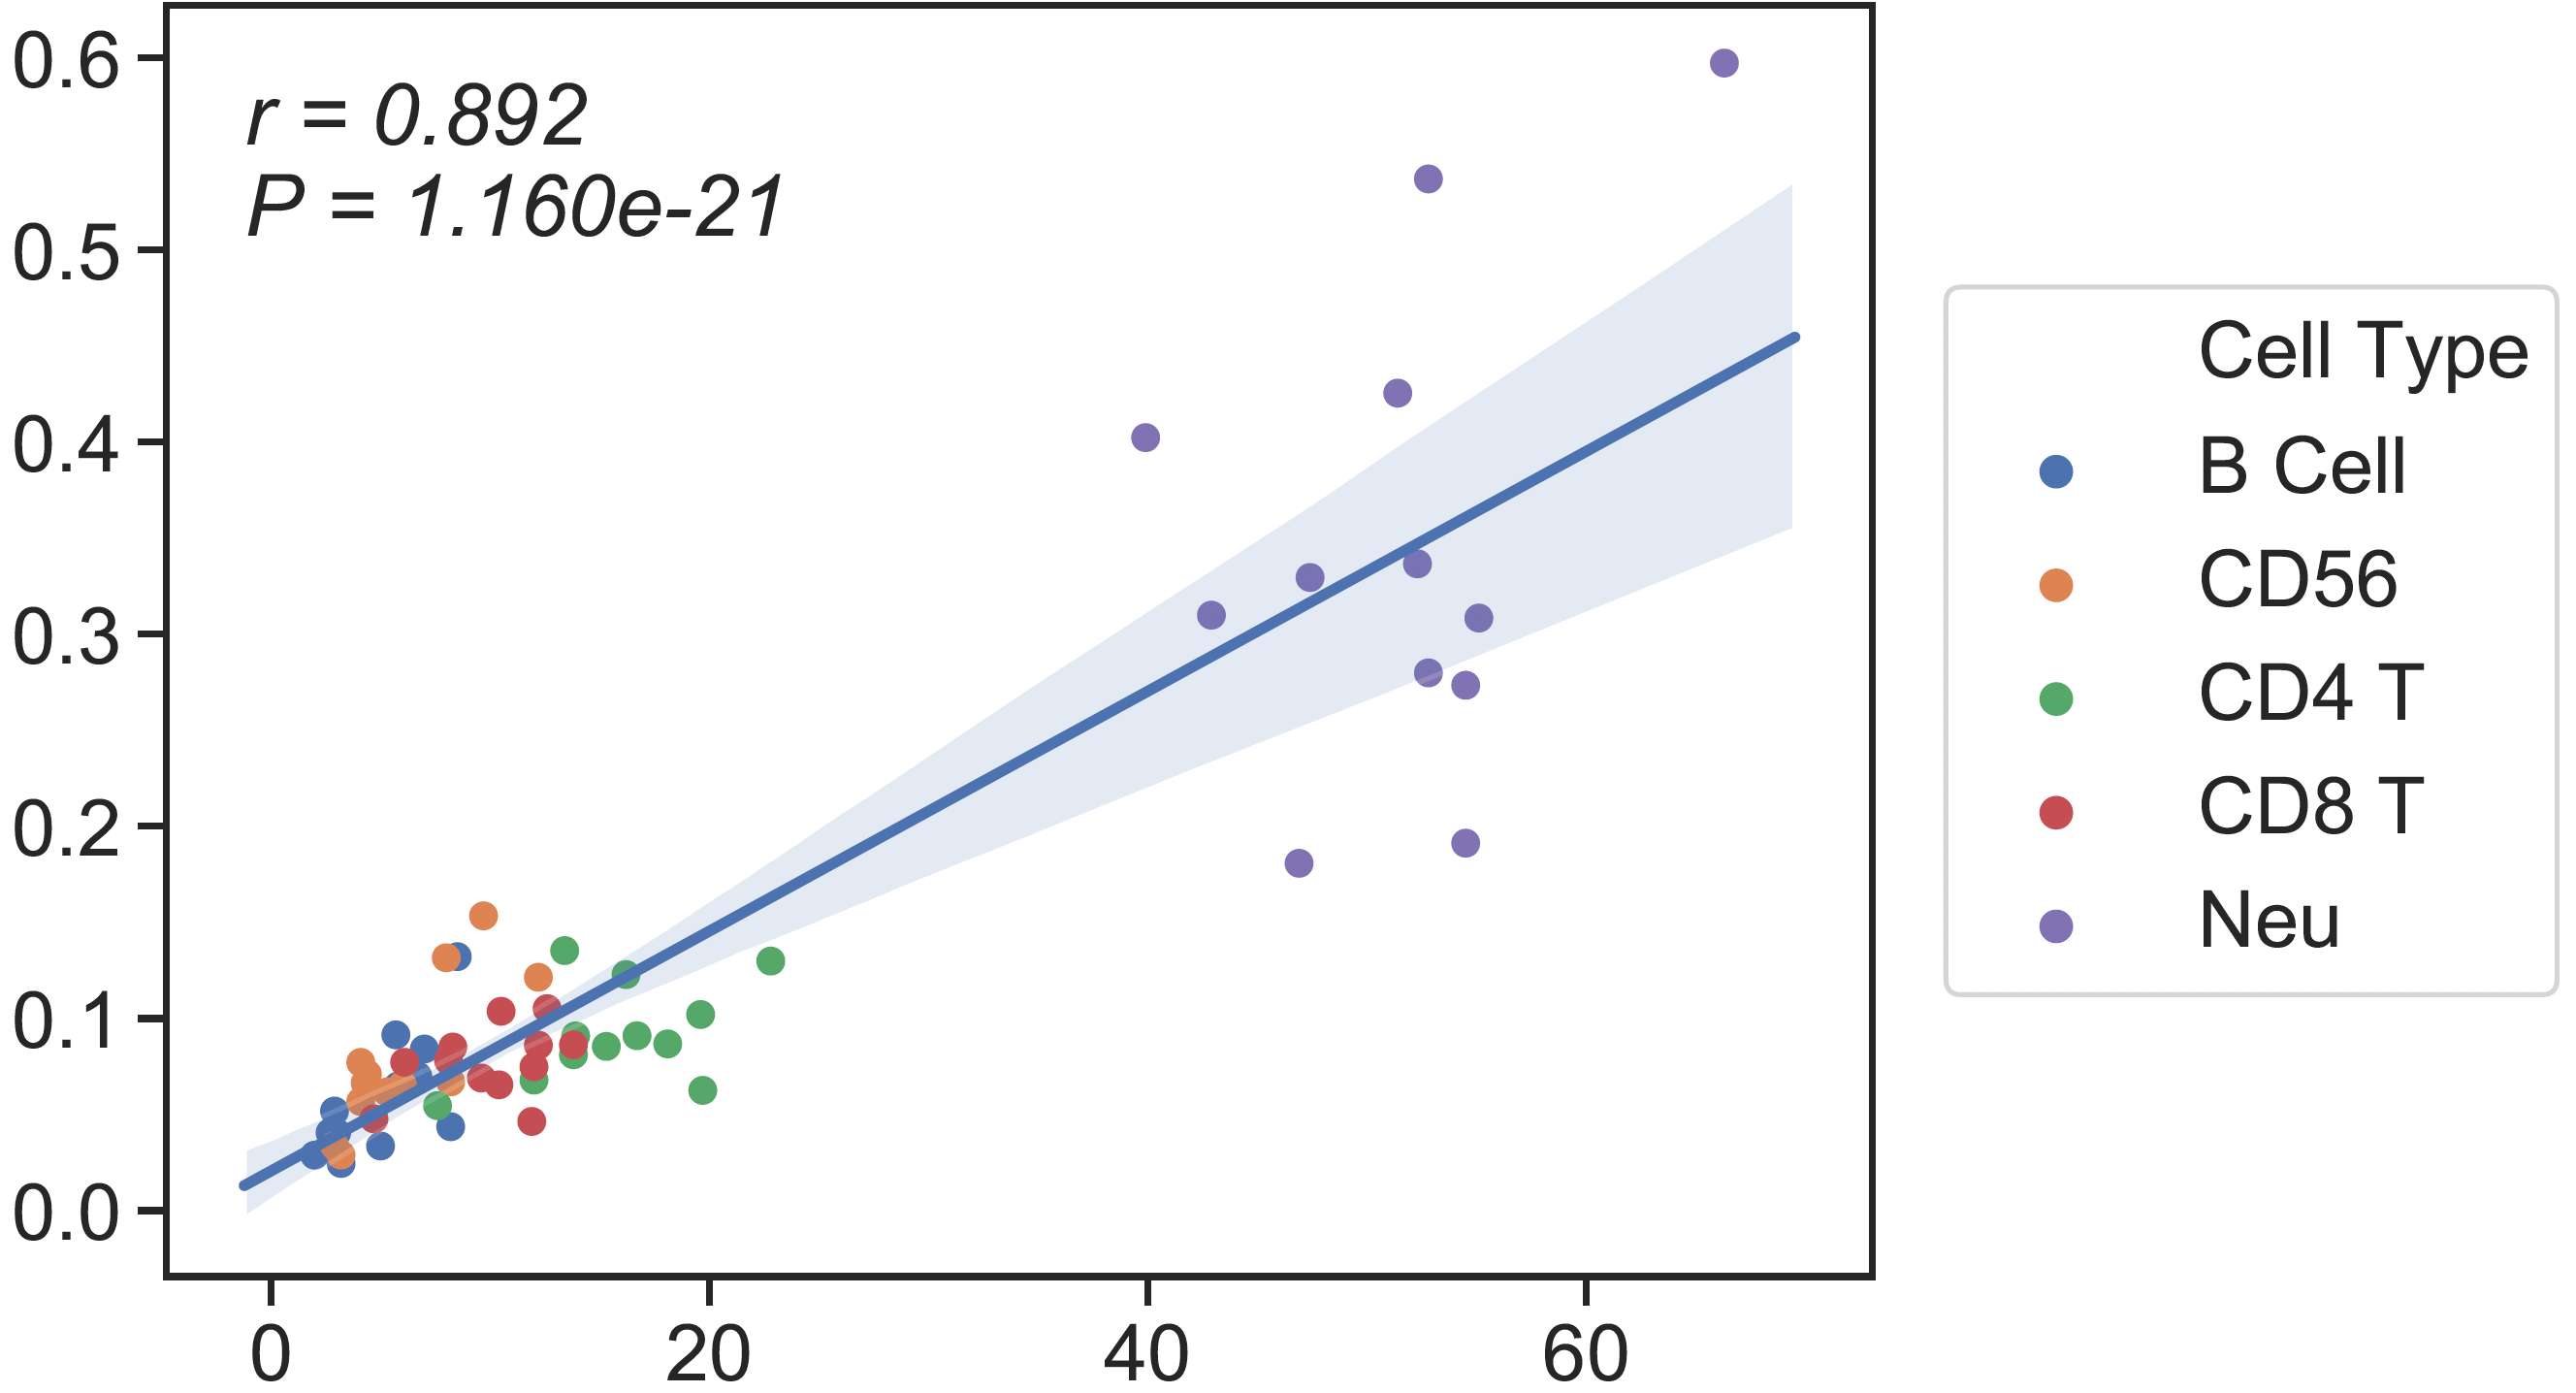 0.6
0.5
0.4
0.3
0.2
0.1
0.0
r = 0.892
P = 1.160e-21
0 20 40 60
Cell Type
B Cell
CD56
CD4 T
CD8 T
Neu